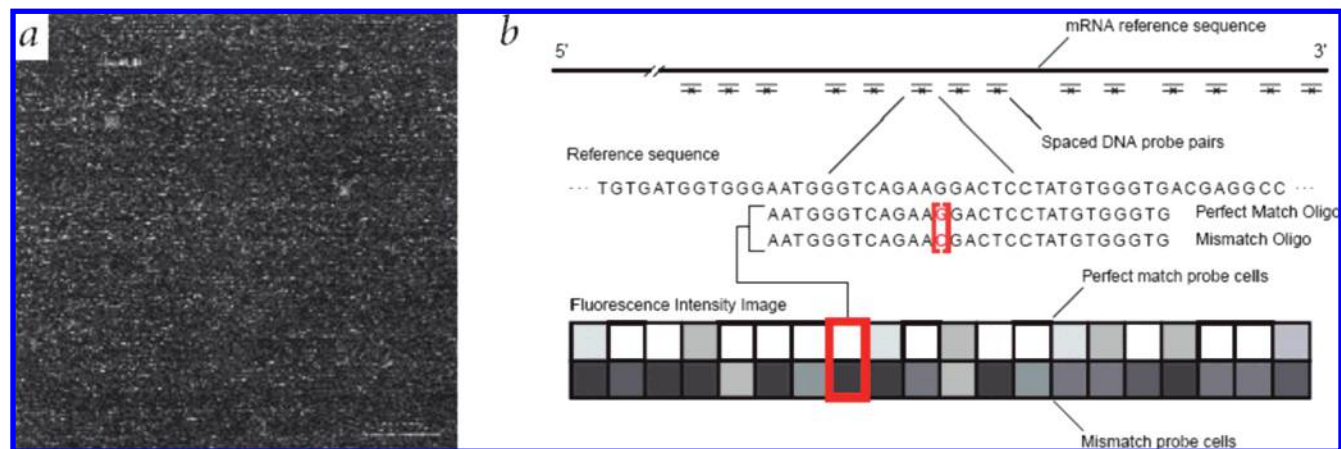 a
b
mRNA reference sequence
5'
3'
Spaced DNA probe pairs
Reference sequence
··· TGTGATGGTGGGAATGGGTCAGAAGGACTCCTATGTGGGTGACGAGGCC ···
AATGGGTCAGAAGGACTCCTATGTGGGTG Perfect Match Oligo
AATGGGTCAGAACGACTCCTATGTGGGTG Mismatch Oligo
Perfect match probe cells
Fluorescence Intensity Image
Mismatch probe cells